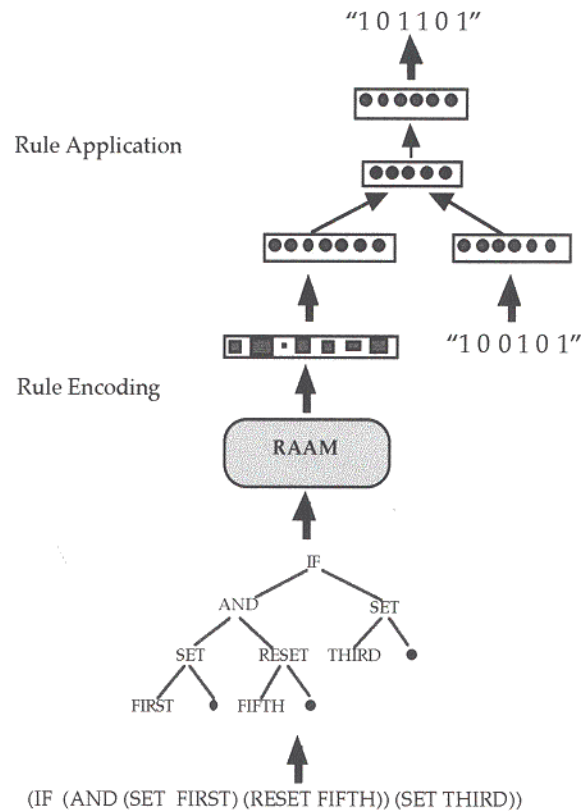 "1 0 1 1 0 1"
Rule Application
"1 0 0 1 0 1"
Rule Encoding
RAAM
IF
AND SET
SET RESET THIRD
FIRST FIFTH
(IF (AND (SET FIRST) (RESET FIFTH)) (SET THIRD))